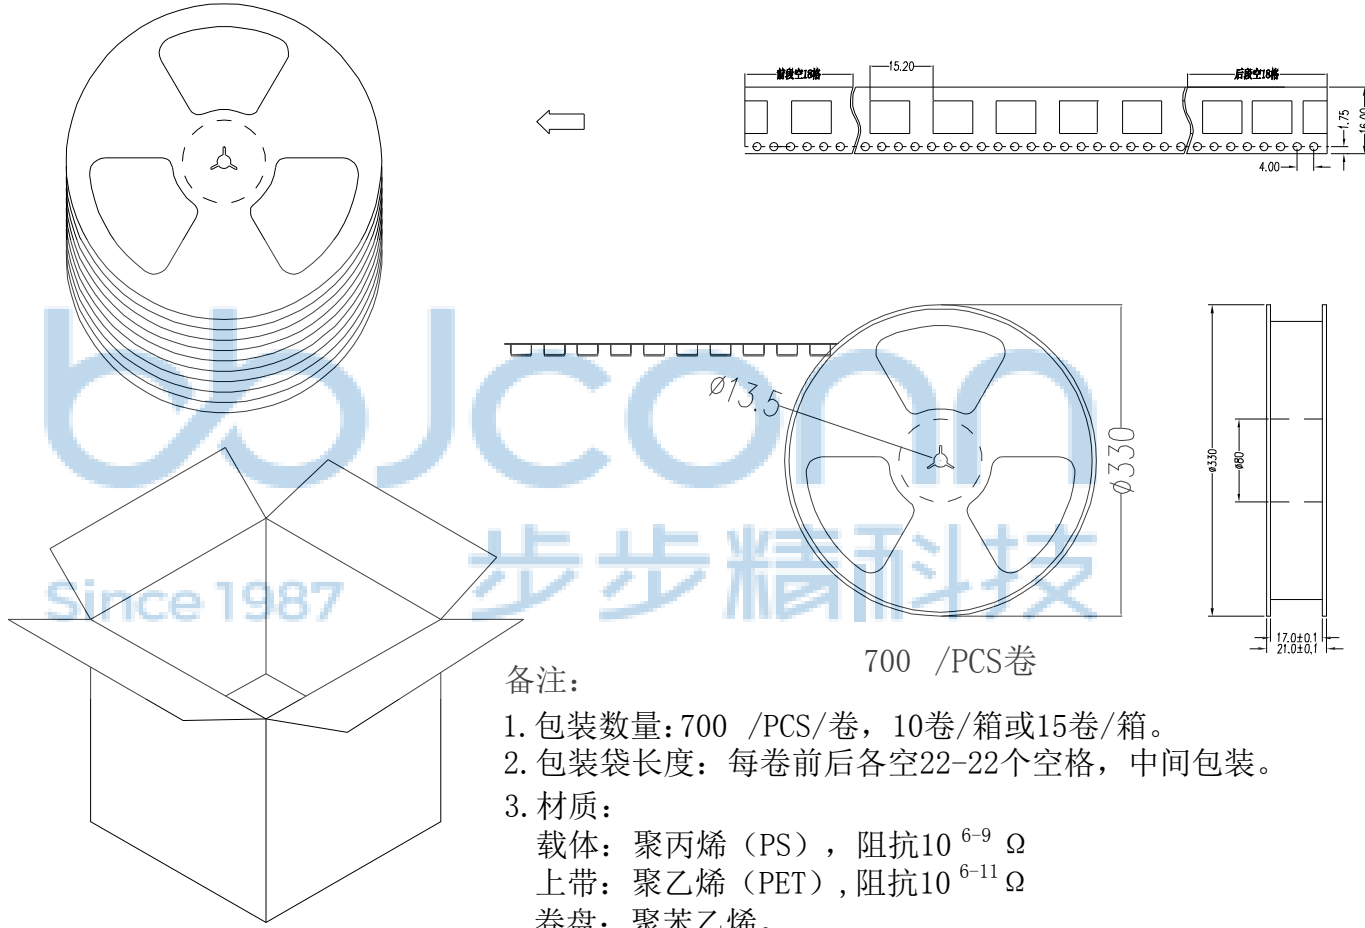 前段空18格
15.20
后段空18格
1.75
16.00
4.00
bbjconn
步步精科技
Since 1987
ø13.5
ø330
ø330
ø80
17.0±0.1
21.0±0.1
700 /PCS卷
备注：
1.包装数量:700 /PCS/卷，10卷/箱或15卷/箱。
2.包装袋长度：每卷前后各空22-22个空格，中间包装。
3.材质：
载体：聚丙烯（PS），阻抗10 6-9 Ω
上带：聚乙烯（PET）,阻抗10 6-11 Ω
卷盘：聚苯乙烯。